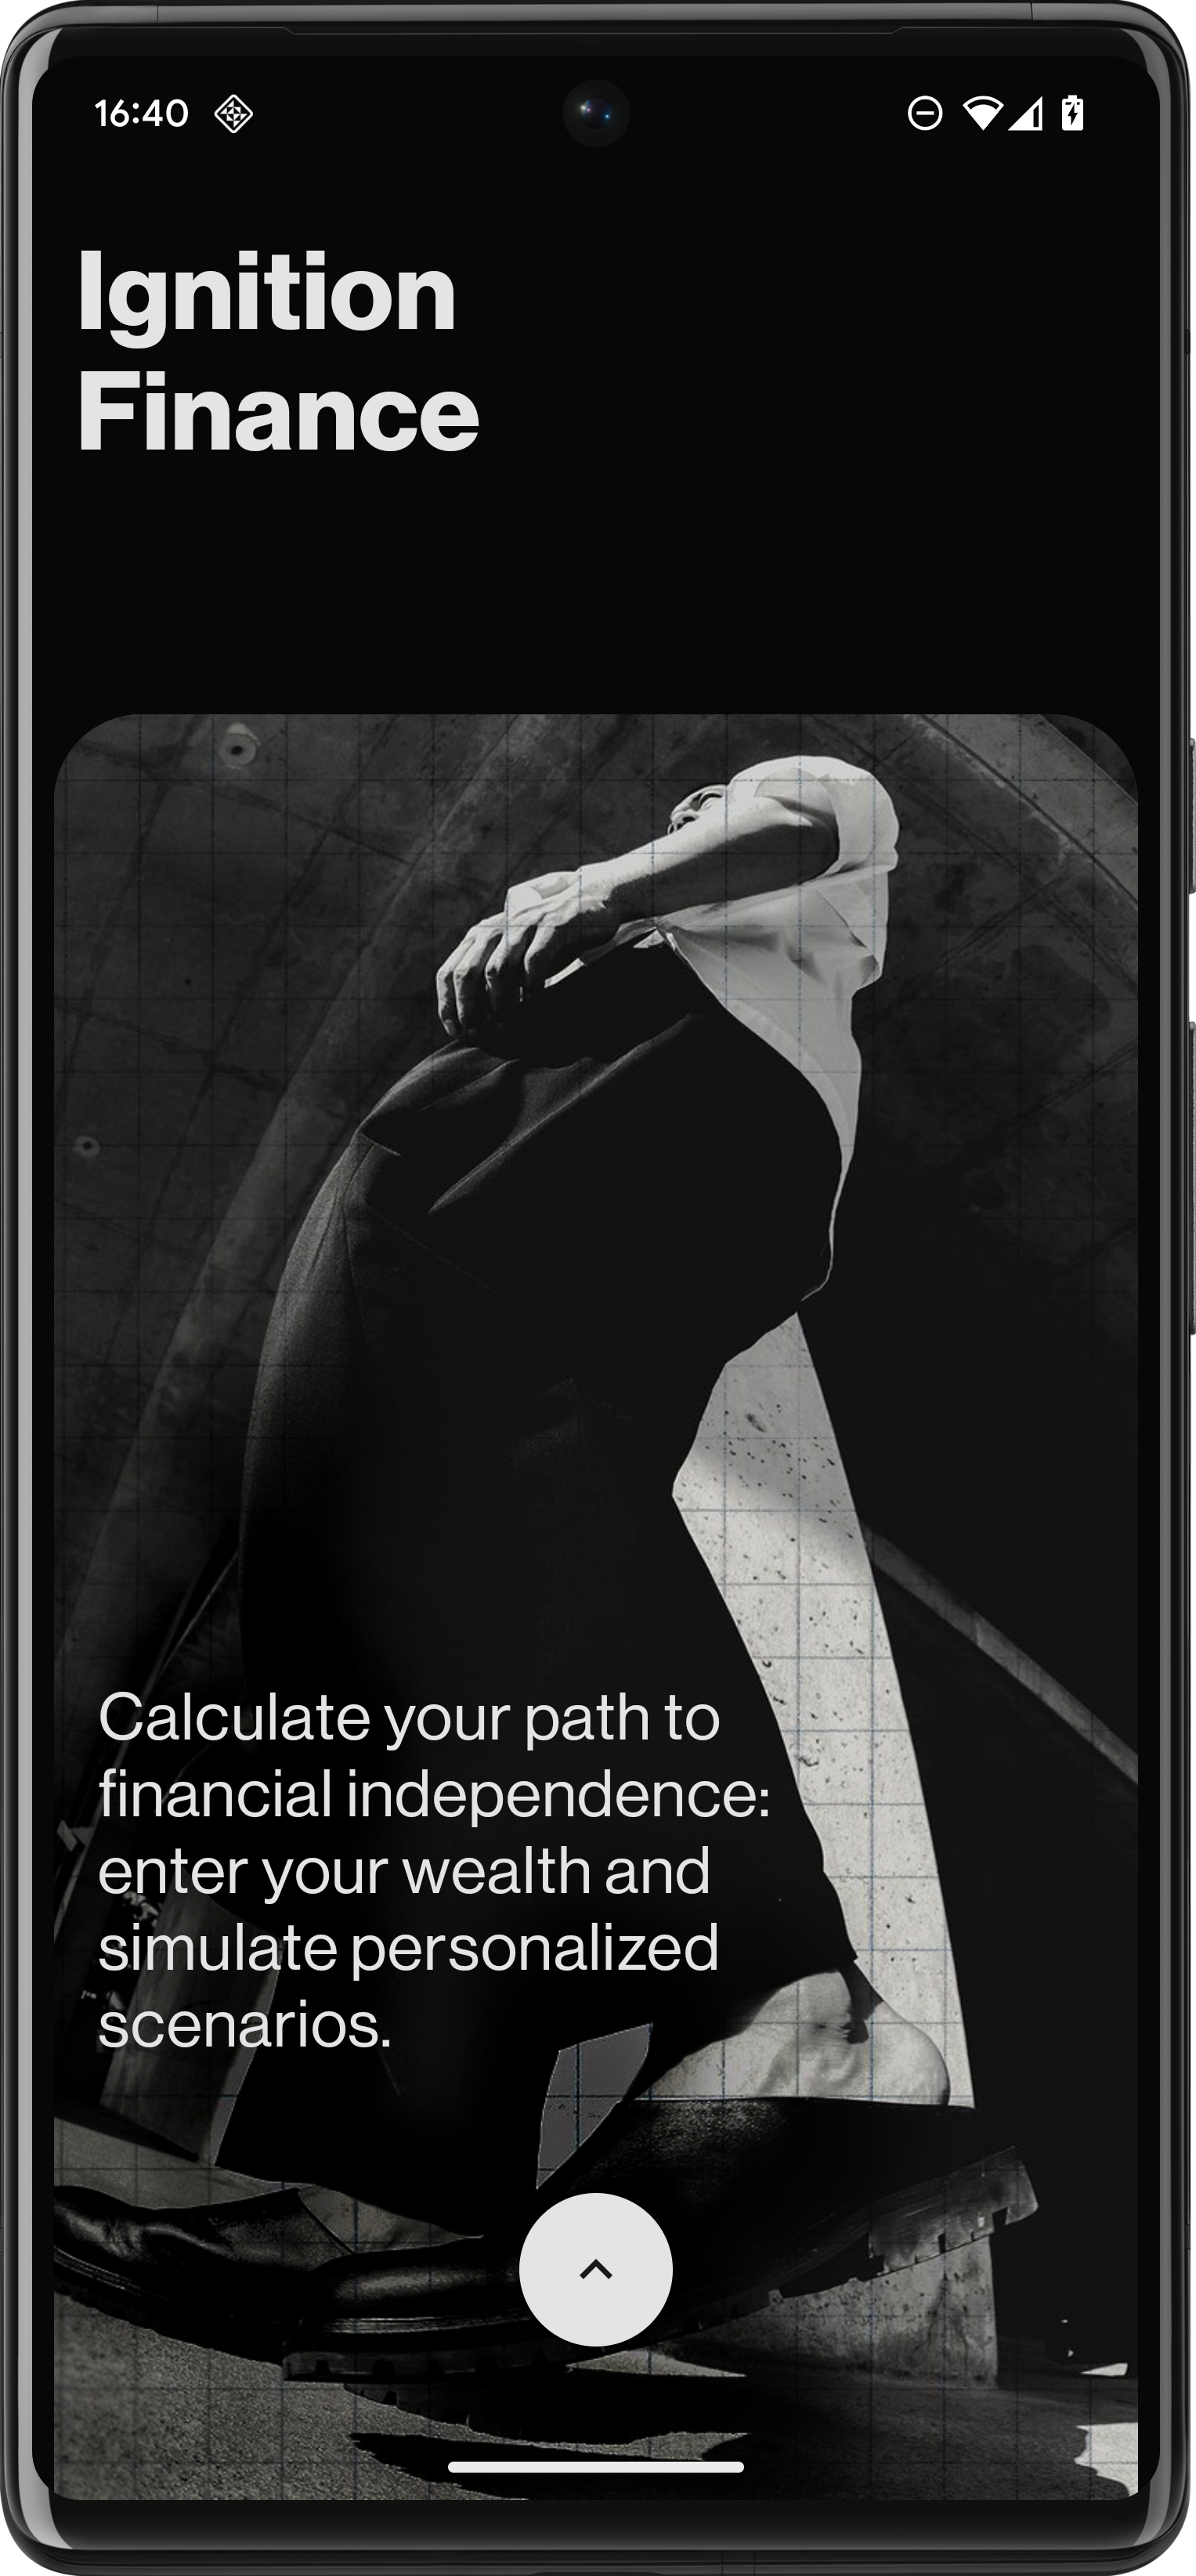 16:40
Ignition
Finance
Calculate your path to
financial independence:
enter your wealth and
simulate personalized
scenarios.